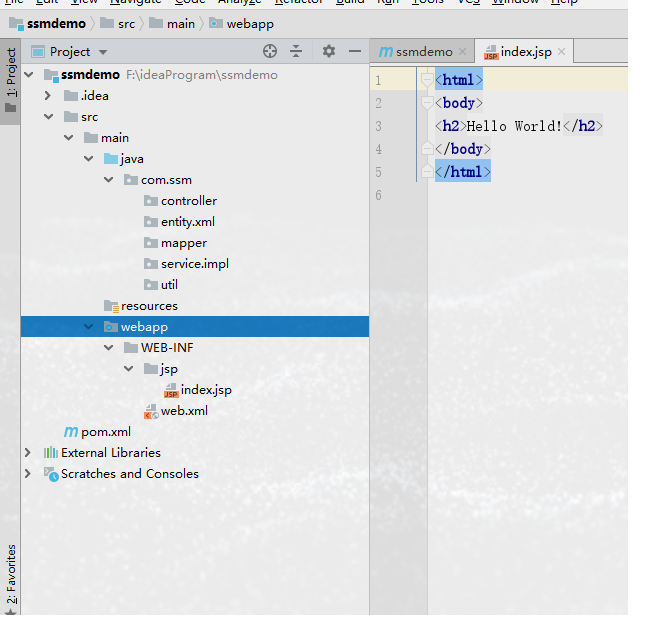 File Edit View Navigate Code Analyze Refactor Build Run Tools VCS Window Help
ssmdemo src main webapp
1: Project
Project
ssmdemo F:\ideaProgram\ssmdemo
.idea
src
main
java
com.ssm
controller
entity.xml
mapper
service.impl
util
resources
webapp
WEB-INF
jsp
index.jsp
web.xml
pom.xml
External Libraries
Scratches and Consoles
2: Favorites
ssmdemo index.jsp
1 <html>
2 <body>
3 <h2>Hello World!</h2>
4 </body>
5 </html>
6